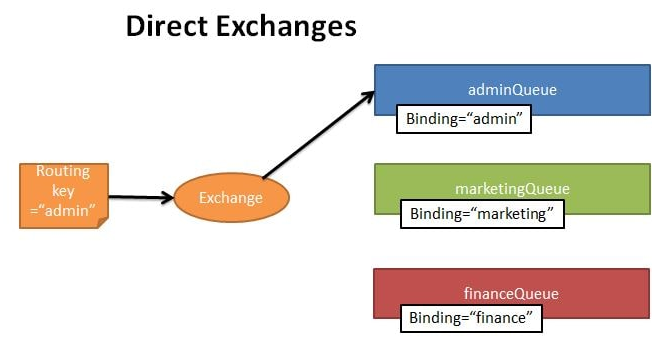 Direct Exchanges
adminQueue
Binding=“admin”
Routing
key
=“admin”
Exchange
marketingQueue
Binding=“marketing”
financeQueue
Binding=“finance”